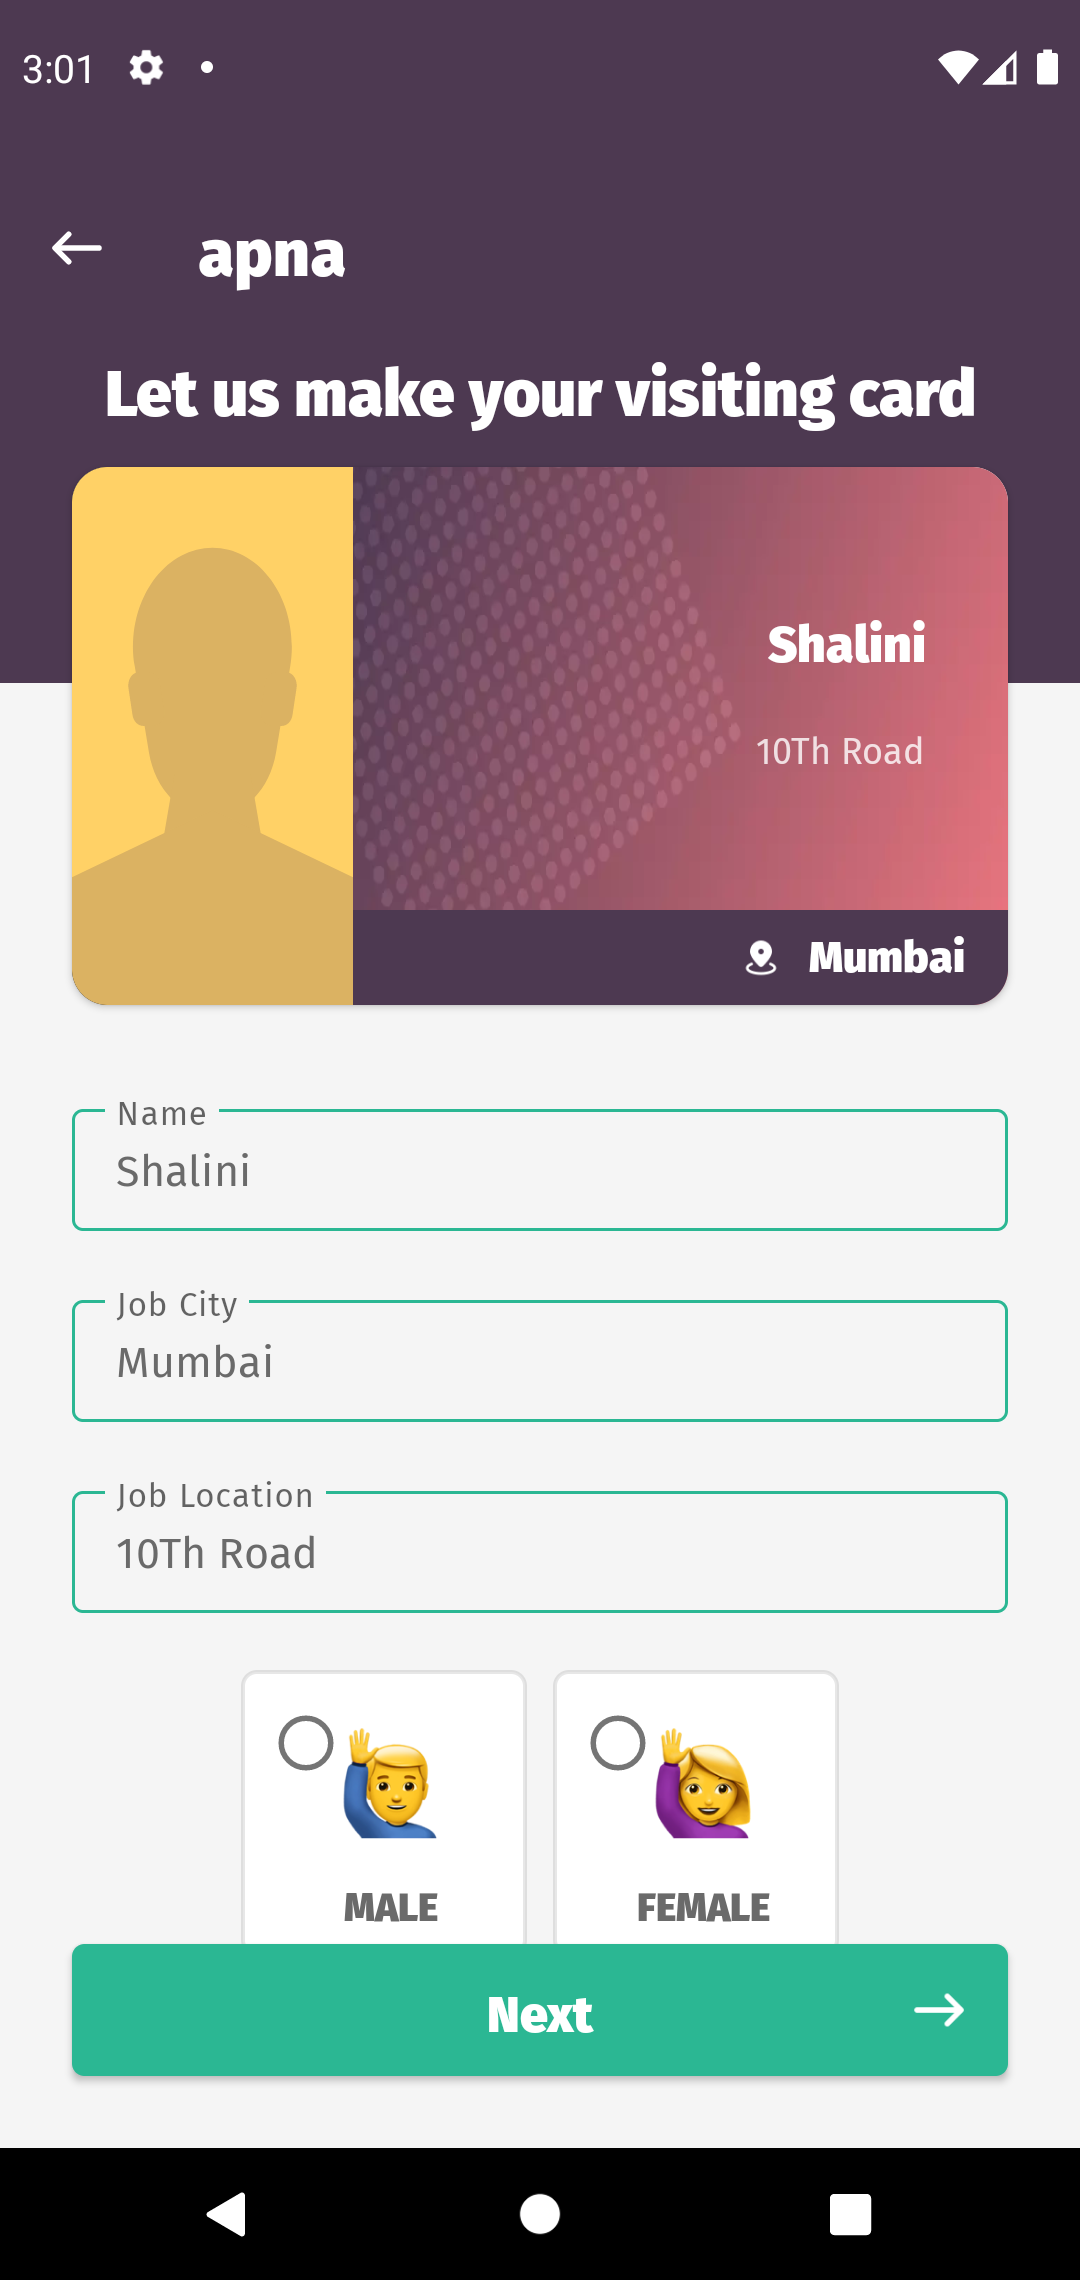 3:01
apna
Let us make your visiting card
Shalini
10Th Road
Mumbai
Name
Shalini
Job City
Mumbai
Job Location
10Th Road
MALE FEMALE
Next